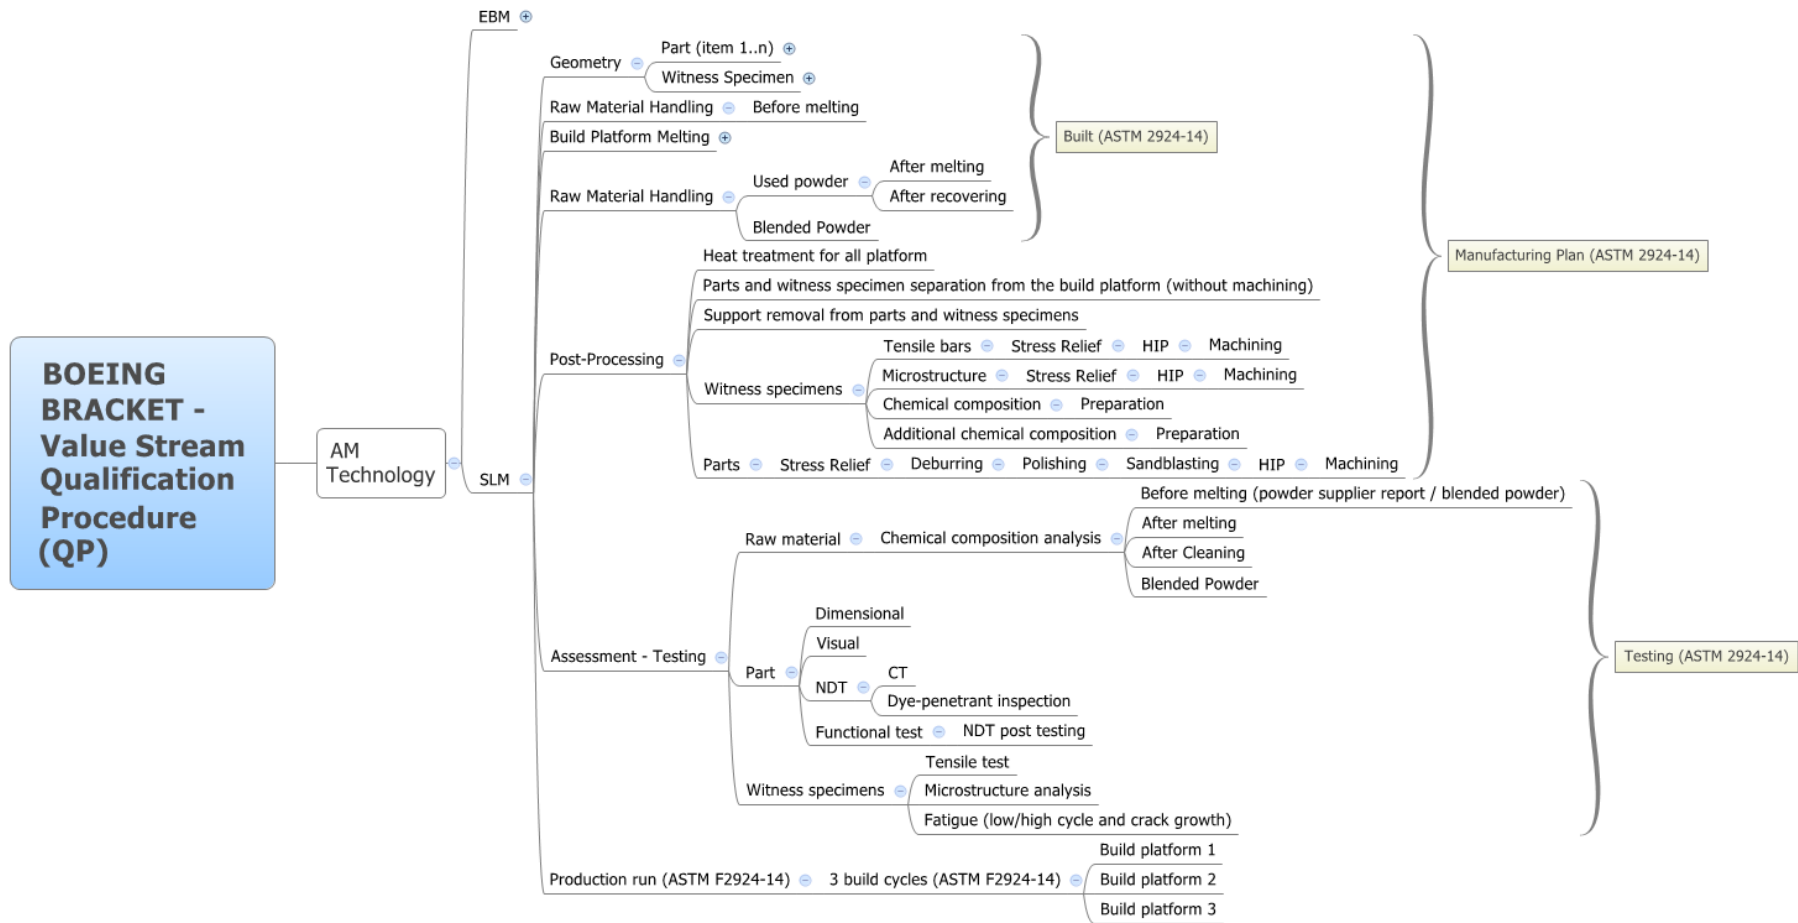 BOEING
BRACKET -
Value Stream
Qualification
Procedure
(QP)
AM
Technology
EBM
SLM
Geometry
Part (item 1..n)
Witness Specimen
Raw Material Handling
Before melting
Build Platform Melting
Raw Material Handling
Used powder
After melting
After recovering
Blended Powder
Built (ASTM 2924-14)
Post-Processing
Heat treatment for all platform
Parts and witness specimen separation from the build platform (without machining)
Support removal from parts and witness specimens
Witness specimens
Tensile bars Stress Relief HIP Machining
Microstructure Stress Relief HIP Machining
Chemical composition Preparation
Additional chemical composition Preparation
Parts Stress Relief Deburring Polishing Sandblasting HIP Machining
Manufacturing Plan (ASTM 2924-14)
Assessment - Testing
Raw material Chemical composition analysis
Before melting (powder supplier report / blended powder)
After melting
After Cleaning
Blended Powder
Part
Dimensional
Visual
NDT
CT
Dye-penetrant inspection
Functional test NDT post testing
Witness specimens
Tensile test
Microstructure analysis
Fatigue (low/high cycle and crack growth)
Testing (ASTM 2924-14)
Production run (ASTM F2924-14) 3 build cycles (ASTM F2924-14)
Build platform 1
Build platform 2
Build platform 3